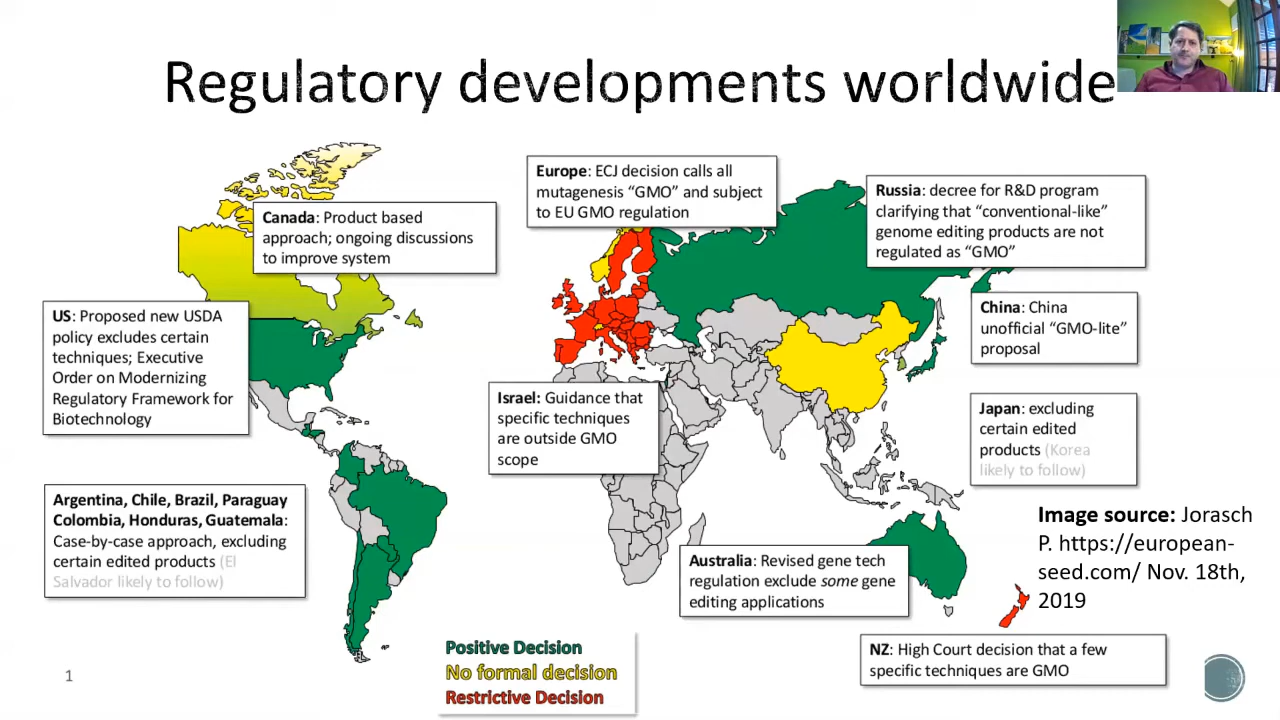 Regulatory developments worldwide
Europe: ECJ decision calls all
mutagenesis “GMO” and subject
to EU GMO regulation
Russia: decree for R&D program
clarifying that “conventional-like”
genome editing products are not
regulated as “GMO”
Canada: Product based
approach; ongoing discussions
to improve system
US: Proposed new USDA
policy excludes certain
techniques; Executive
Order on Modernizing
Regulatory Framework for
Biotechnology
China: China
unofficial “GMO-lite”
proposal
Israel: Guidance that
specific techniques
are outside GMO
scope
Japan: excluding
certain edited
products (Korea
likely to follow)
Argentina, Chile, Brazil, Paraguay
Colombia, Honduras, Guatemala:
Case-by-case approach, excluding
certain edited products (El
Salvador likely to follow)
Image source: Jorasch
P. https://european-
seed.com/ Nov. 18th,
2019
Australia: Revised gene tech
regulation exclude some gene
editing applications
NZ: High Court decision that a few
specific techniques are GMO
Positive Decision
No formal decision
Restrictive Decision
1